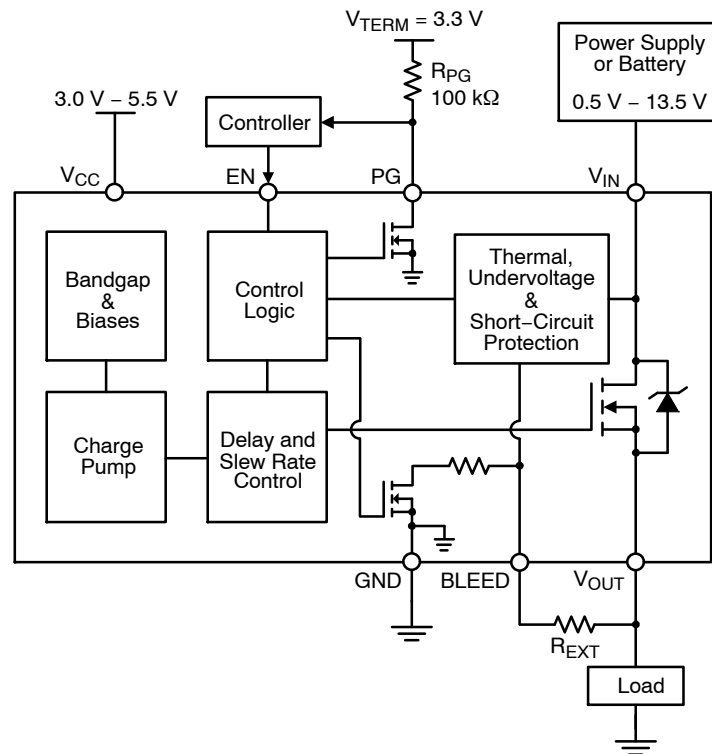 V_TERM = 3.3 V
R_PG
100 kΩ
Power Supply
or Battery
0.5 V − 13.5 V
3.0 V − 5.5 V
Controller
V_CC
EN
PG
V_IN
Bandgap
&
Biases
Control
Logic
Thermal,
Undervoltage
&
Short−Circuit
Protection
Charge
Pump
Delay and
Slew Rate
Control
GND
BLEED
V_OUT
R_EXT
Load